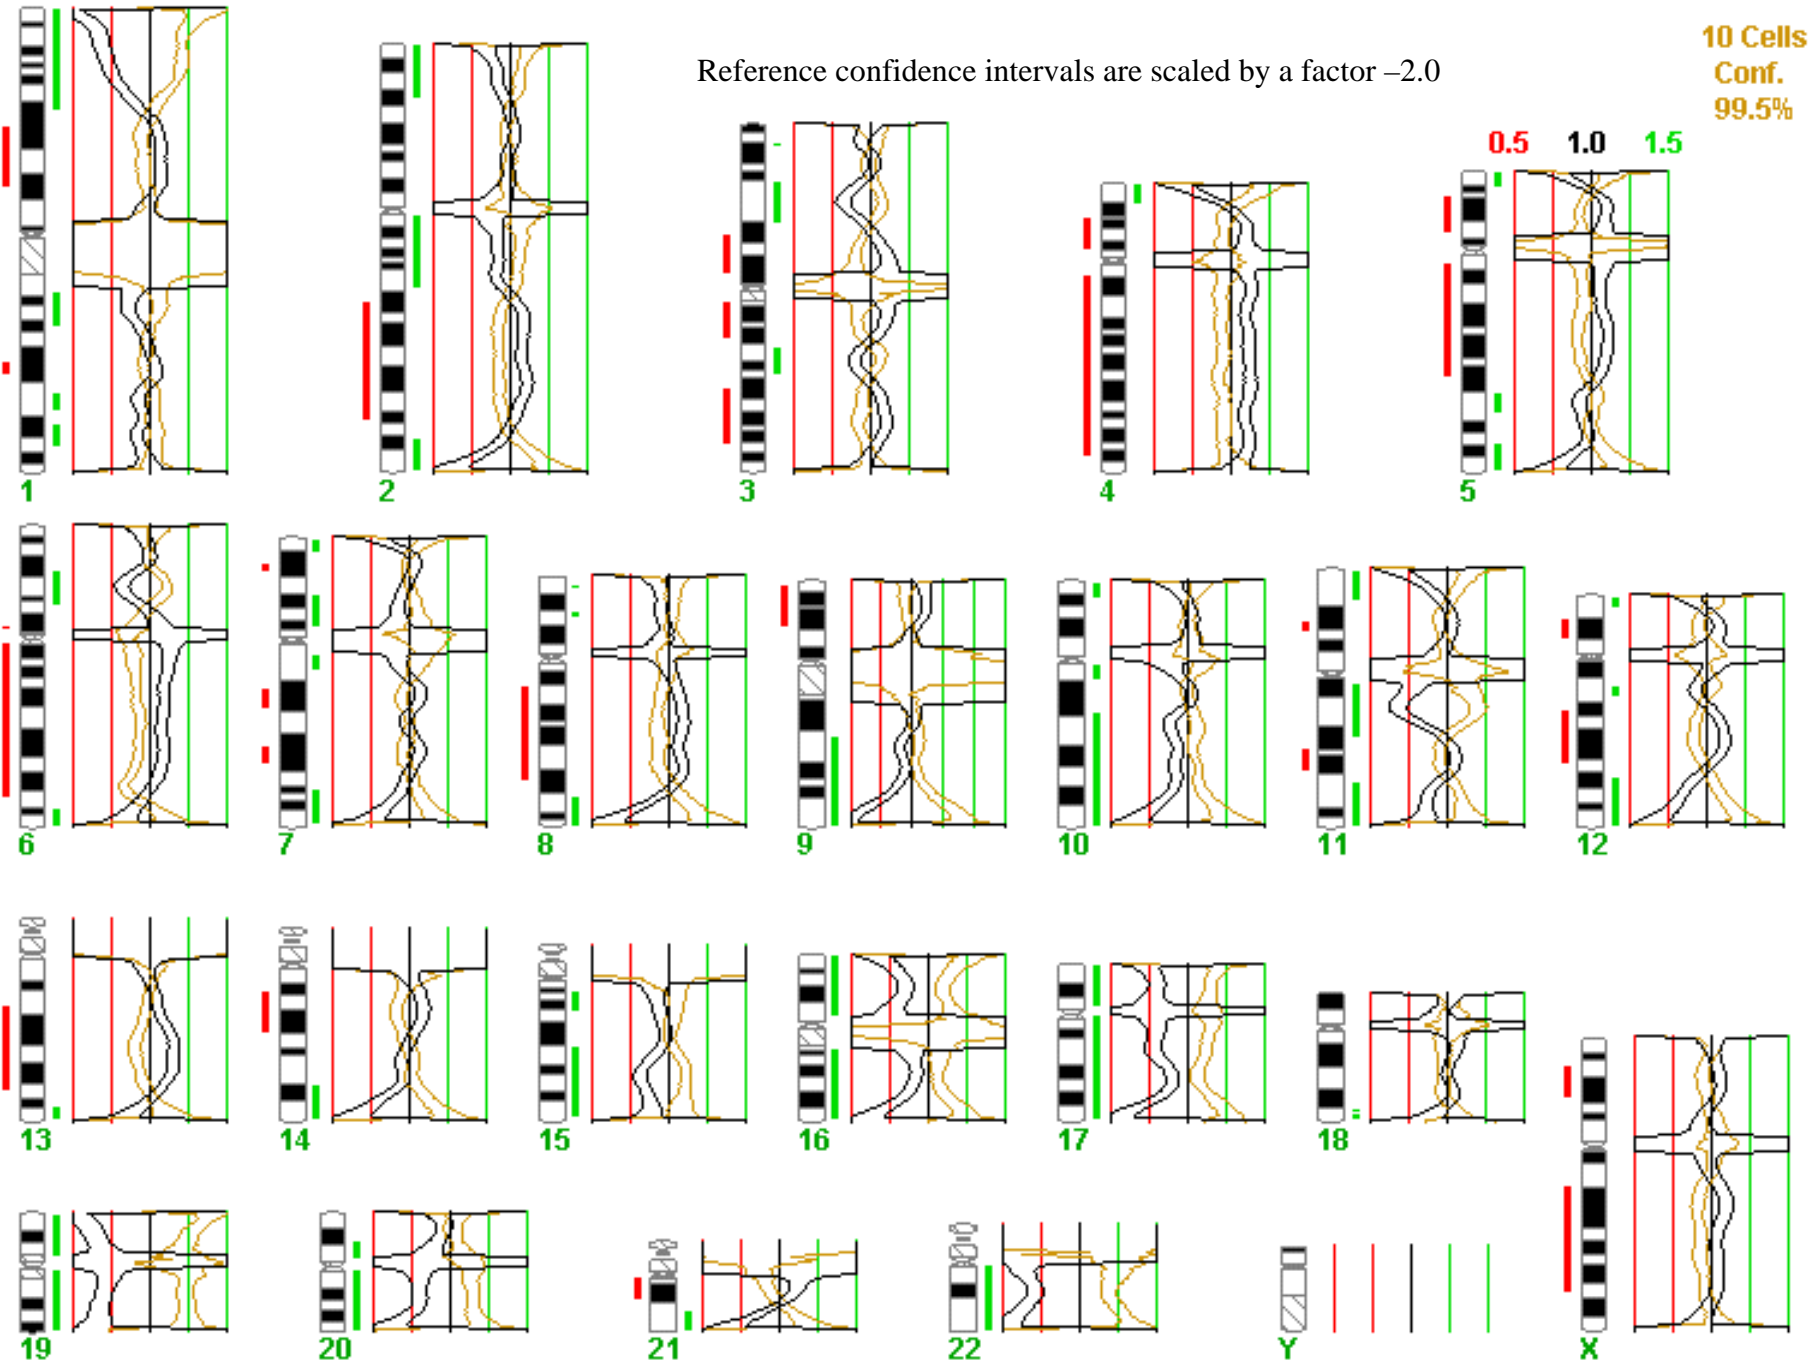 10 Cells
Conf.
99.5%
Reference confidence intervals are scaled by a factor –2.0
0.5 1.0 1.5
1 2 3 4 5
6 7 8 9 10 11 12
13 14 15 16 17 18
19 20 21 22 Y X